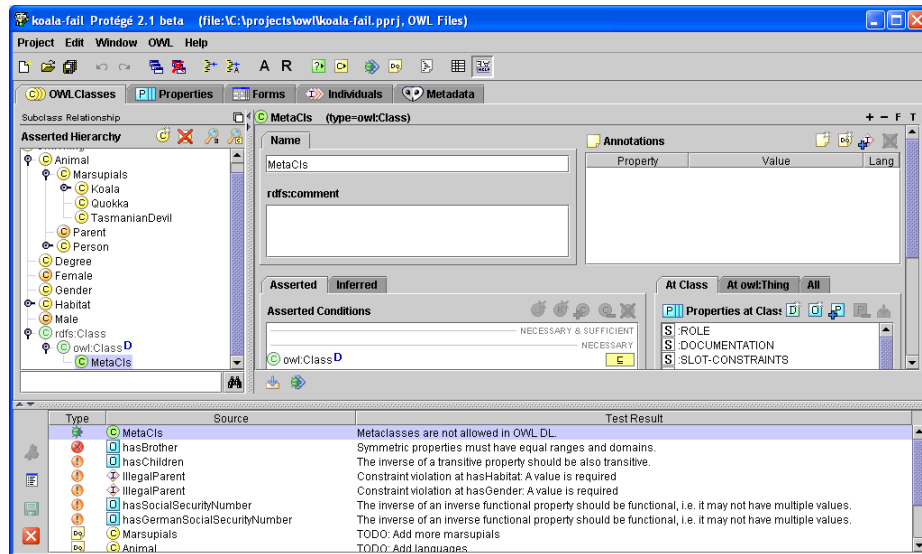 koala-fail Protégé 2.1 beta (file:\C:\projects\owl\koala-fail.pprj, OWL Files)
Project Edit Window OWL Help
OWLClasses Properties Forms Individuals Metadata
Subclass Relationship
Asserted Hierarchy
Animal
Marsupials
Koala
Quokka
TasmanianDevil
Parent
Person
Degree
Female
Gender
Habitat
Male
rdfs:Class
owl:Class D
MetaCls
MetaCls (type=owl:Class) + - F T
Name
MetaCls
rdfs:comment
Annotations
Property Value Lang
Asserted Inferred
Asserted Conditions
NECESSARY & SUFFICIENT
NECESSARY
owl:Class D
At Class At owl:Thing All
Properties at Class
S :ROLE
S :DOCUMENTATION
S :SLOT-CONSTRAINTS
Type Source Test Result
MetaCls Metaclasses are not allowed in OWL DL.
hasBrother Symmetric properties must have equal ranges and domains.
hasChildren The inverse of a transitive property should be also transitive.
IllegalParent Constraint violation at hasHabitat: A value is required
IllegalParent Constraint violation at hasGender: A value is required
hasSocialSecurityNumber The inverse of an inverse functional property should be functional, i.e. it may not have multiple values.
hasGermanSocialSecurityNumber The inverse of an inverse functional property should be functional, i.e. it may not have multiple values.
Marsupials TODO: Add more marsupials
Animal TODO: Add languages